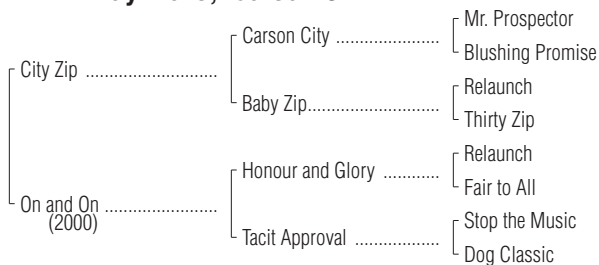 Mr. Prospector
Carson City ....................
Blushing Promise
City Zip .........................
Relaunch
Baby Zip.........................
Thirty Zip
Relaunch
Honour and Glory ...........
Fair to All
On and On .....................
(2000)
Stop the Music
Tacit Approval ................
Dog Classic